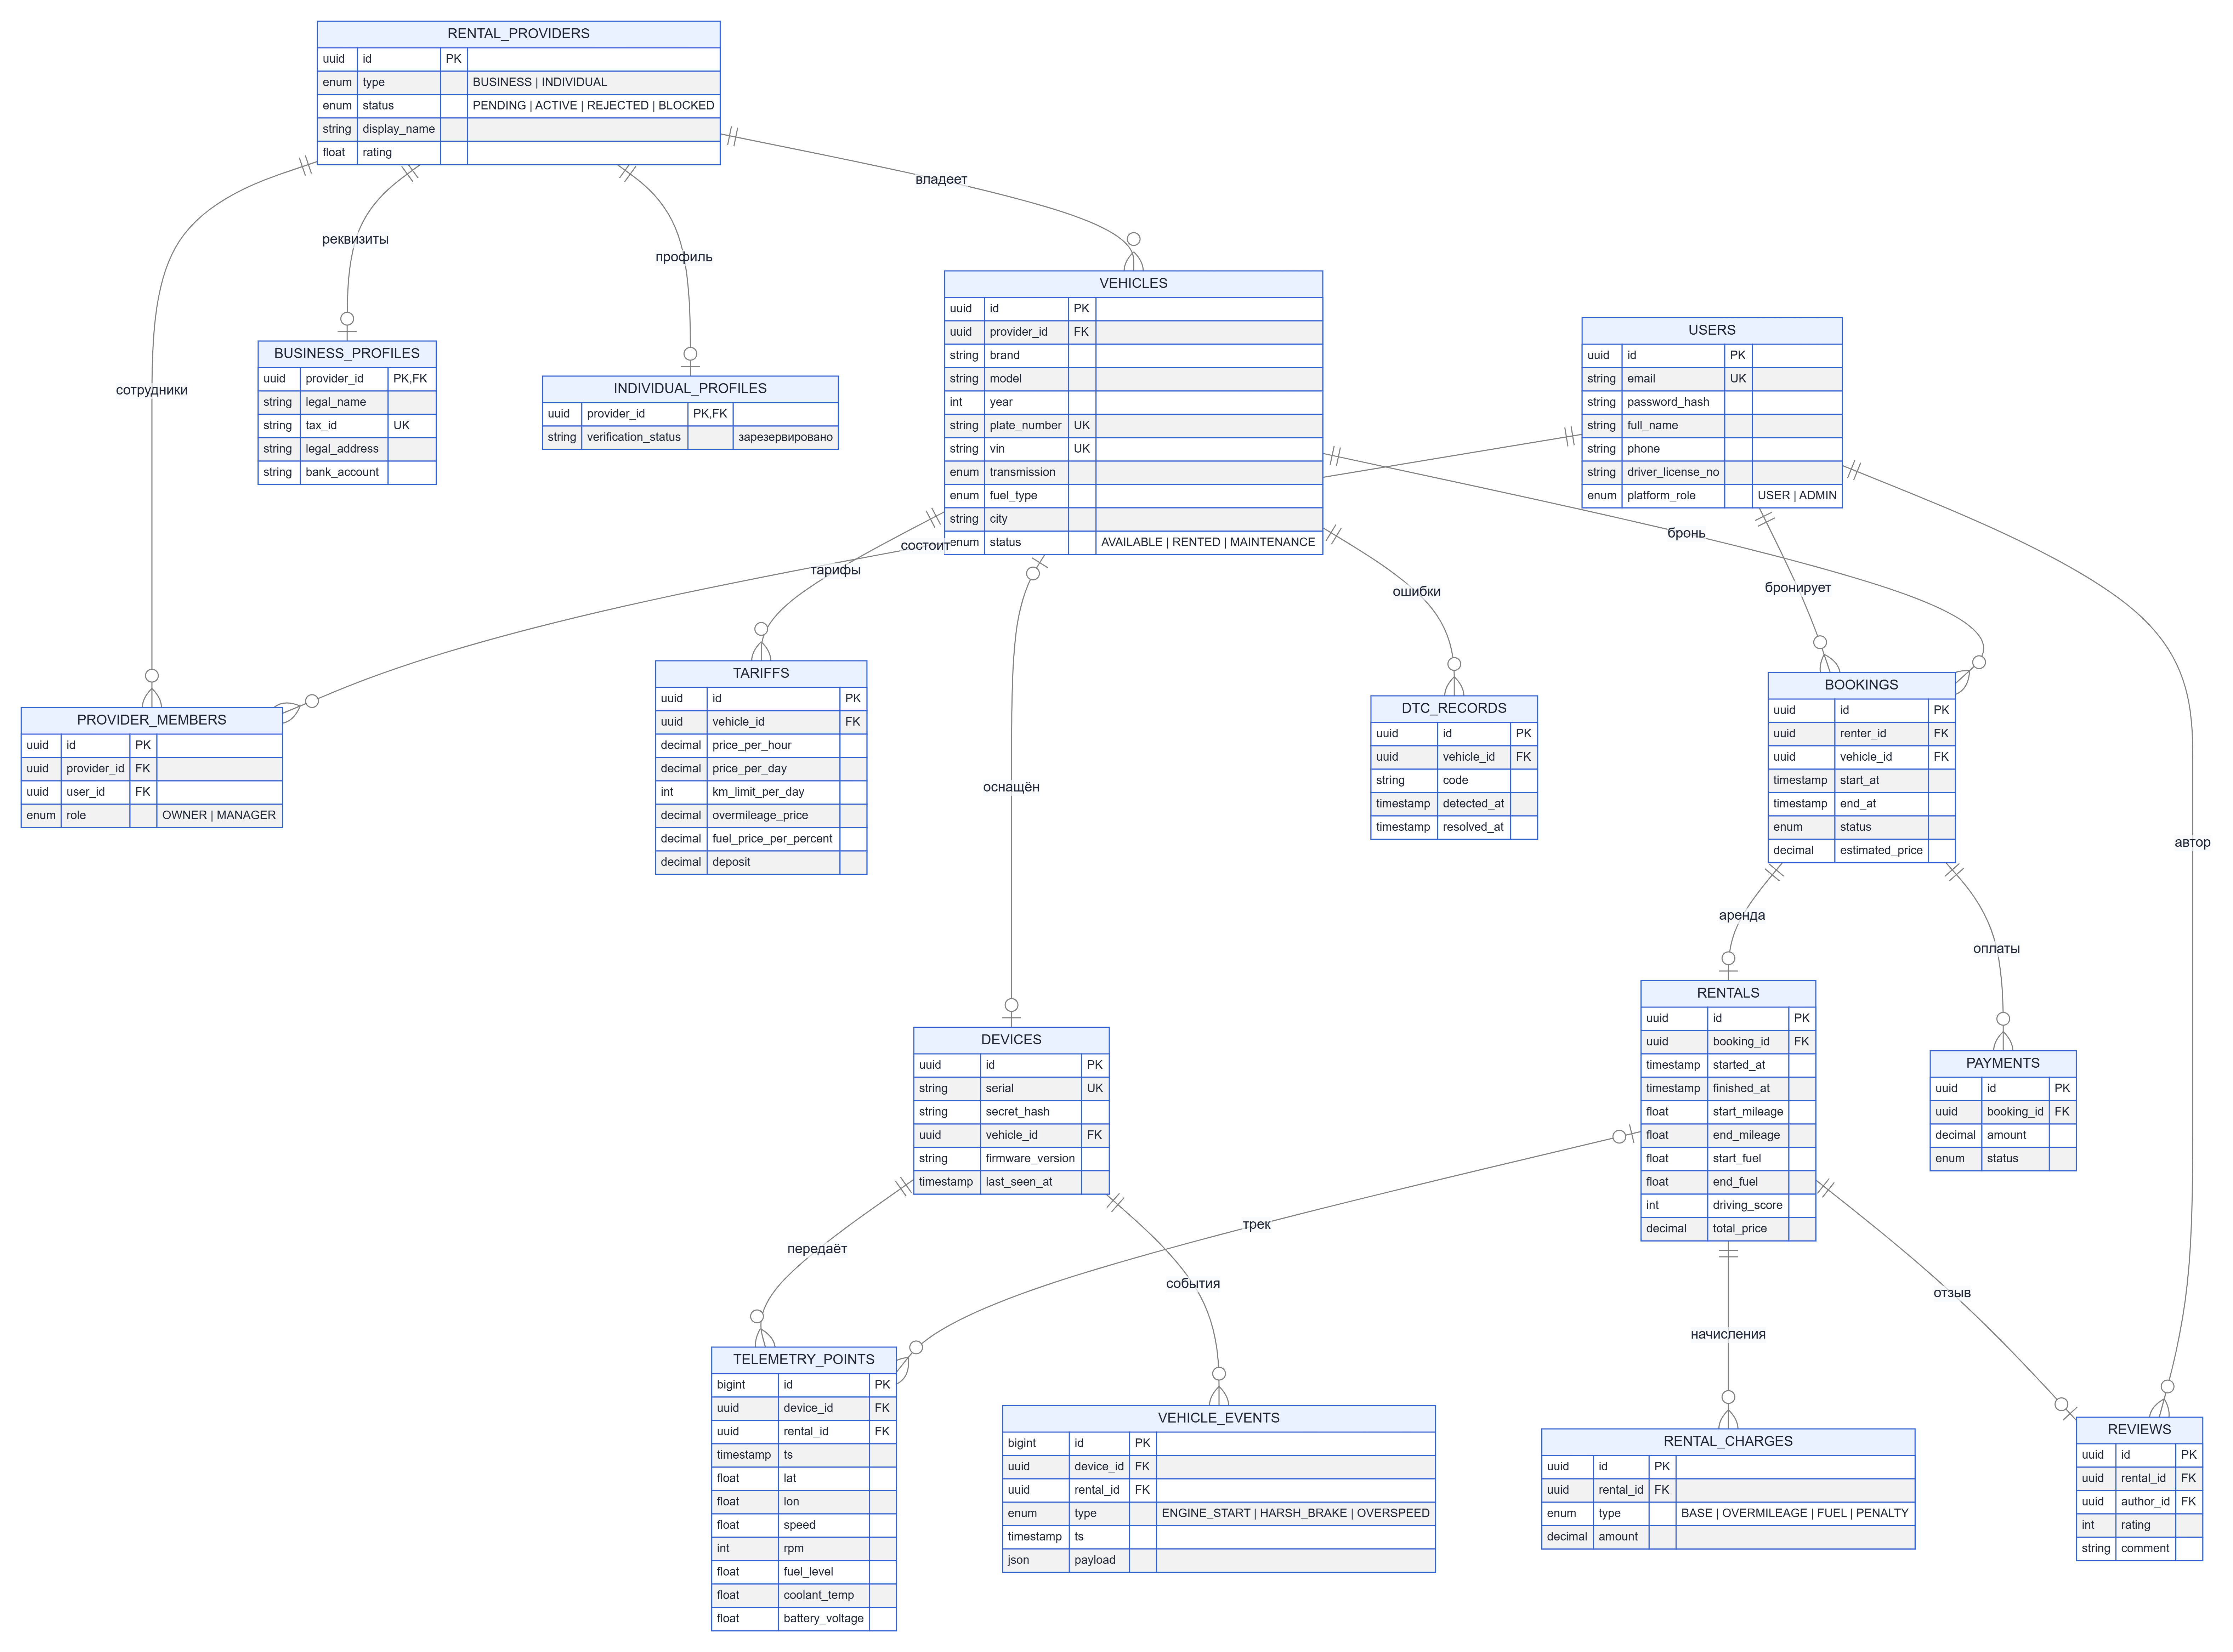 RENTAL_PROVIDERS
uuid id PK
enum type BUSINESS | INDIVIDUAL
enum status PENDING | ACTIVE | REJECTED | BLOCKED
string display_name
float rating
владеет
реквизиты
профиль
сотрудники
VEHICLES
uuid id PK
uuid provider_id FK
string brand
string model
int year
string plate_number UK
string vin UK
enum transmission
enum fuel_type
string city
enum status AVAILABLE | RENTED | MAINTENANCE
USERS
uuid id PK
string email UK
string password_hash
string full_name
string phone
string driver_license_no
enum platform_role USER | ADMIN
BUSINESS_PROFILES
uuid provider_id PK,FK
string legal_name
string tax_id UK
string legal_address
string bank_account
INDIVIDUAL_PROFILES
uuid provider_id PK,FK
string verification_status зарезервировано
состоит
тарифы
бронь
бронирует
ошибки
PROVIDER_MEMBERS
uuid id PK
uuid provider_id FK
uuid user_id FK
enum role OWNER | MANAGER
TARIFFS
uuid id PK
uuid vehicle_id FK
decimal price_per_hour
decimal price_per_day
int km_limit_per_day
decimal overmileage_price
decimal fuel_price_per_percent
decimal deposit
оснащён
DTC_RECORDS
uuid id PK
uuid vehicle_id FK
string code
timestamp detected_at
timestamp resolved_at
BOOKINGS
uuid id PK
uuid renter_id FK
uuid vehicle_id FK
timestamp start_at
timestamp end_at
enum status
decimal estimated_price
автор
аренда
оплаты
DEVICES
uuid id PK
string serial UK
string secret_hash
uuid vehicle_id FK
string firmware_version
timestamp last_seen_at
RENTALS
uuid id PK
uuid booking_id FK
timestamp started_at
timestamp finished_at
float start_mileage
float end_mileage
float start_fuel
float end_fuel
int driving_score
decimal total_price
PAYMENTS
uuid id PK
uuid booking_id FK
decimal amount
enum status
передаёт
трек
события
начисления
отзыв
TELEMETRY_POINTS
bigint id PK
uuid device_id FK
uuid rental_id FK
timestamp ts
float lat
float lon
float speed
int rpm
float fuel_level
float coolant_temp
float battery_voltage
VEHICLE_EVENTS
bigint id PK
uuid device_id FK
uuid rental_id FK
enum type ENGINE_START | HARSH_BRAKE | OVERSPEED
timestamp ts
json payload
RENTAL_CHARGES
uuid id PK
uuid rental_id FK
enum type BASE | OVERMILEAGE | FUEL | PENALTY
decimal amount
REVIEWS
uuid id PK
uuid rental_id FK
uuid author_id FK
int rating
string comment